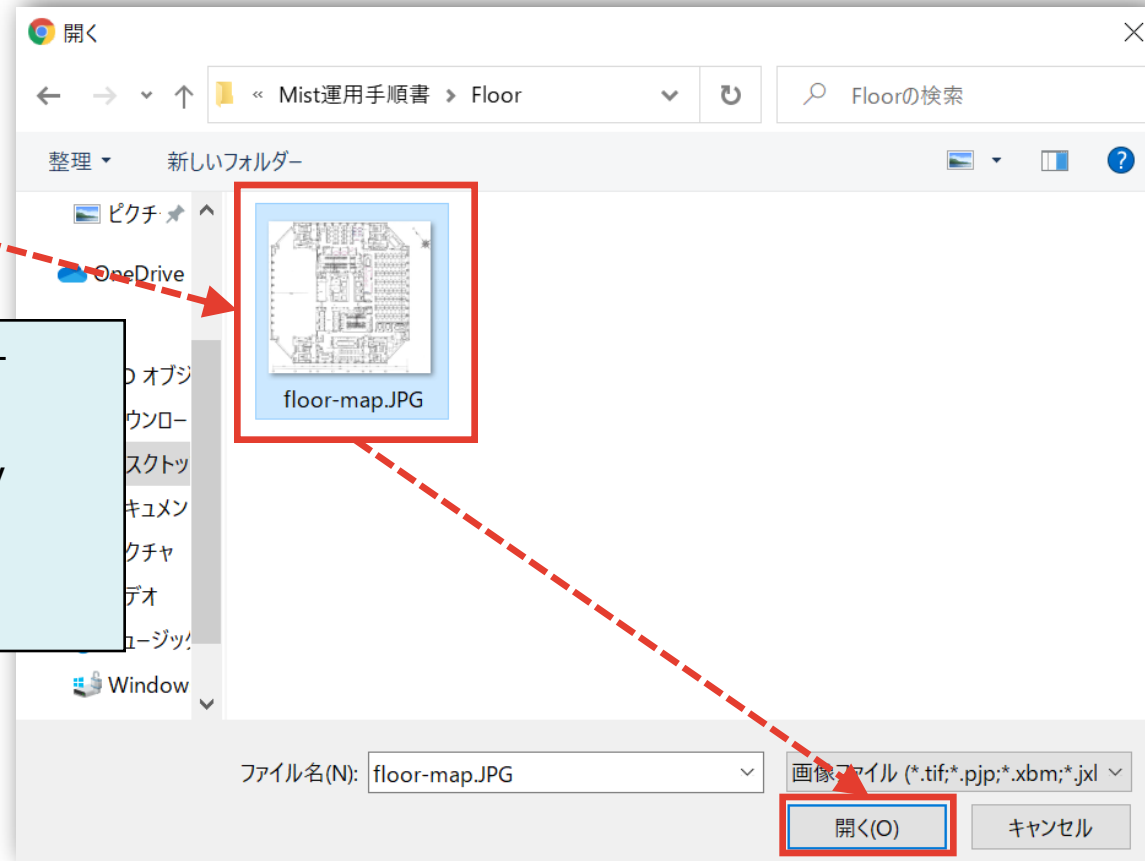 開く
« Mist運用手順書 > Floor
Floorの検索
整理
新しいフォルダー
ピクチ
OneDrive
オブジ
ウンロー
スクトッ
キュメン
クチャ
デオ
ュージック
Window
floor-map.JPG
ファイル名(N):
floor-map.JPG
画像ファイル (*.tif;*.pjp;*.xbm;*.jxl
開く(O)
キャンセル